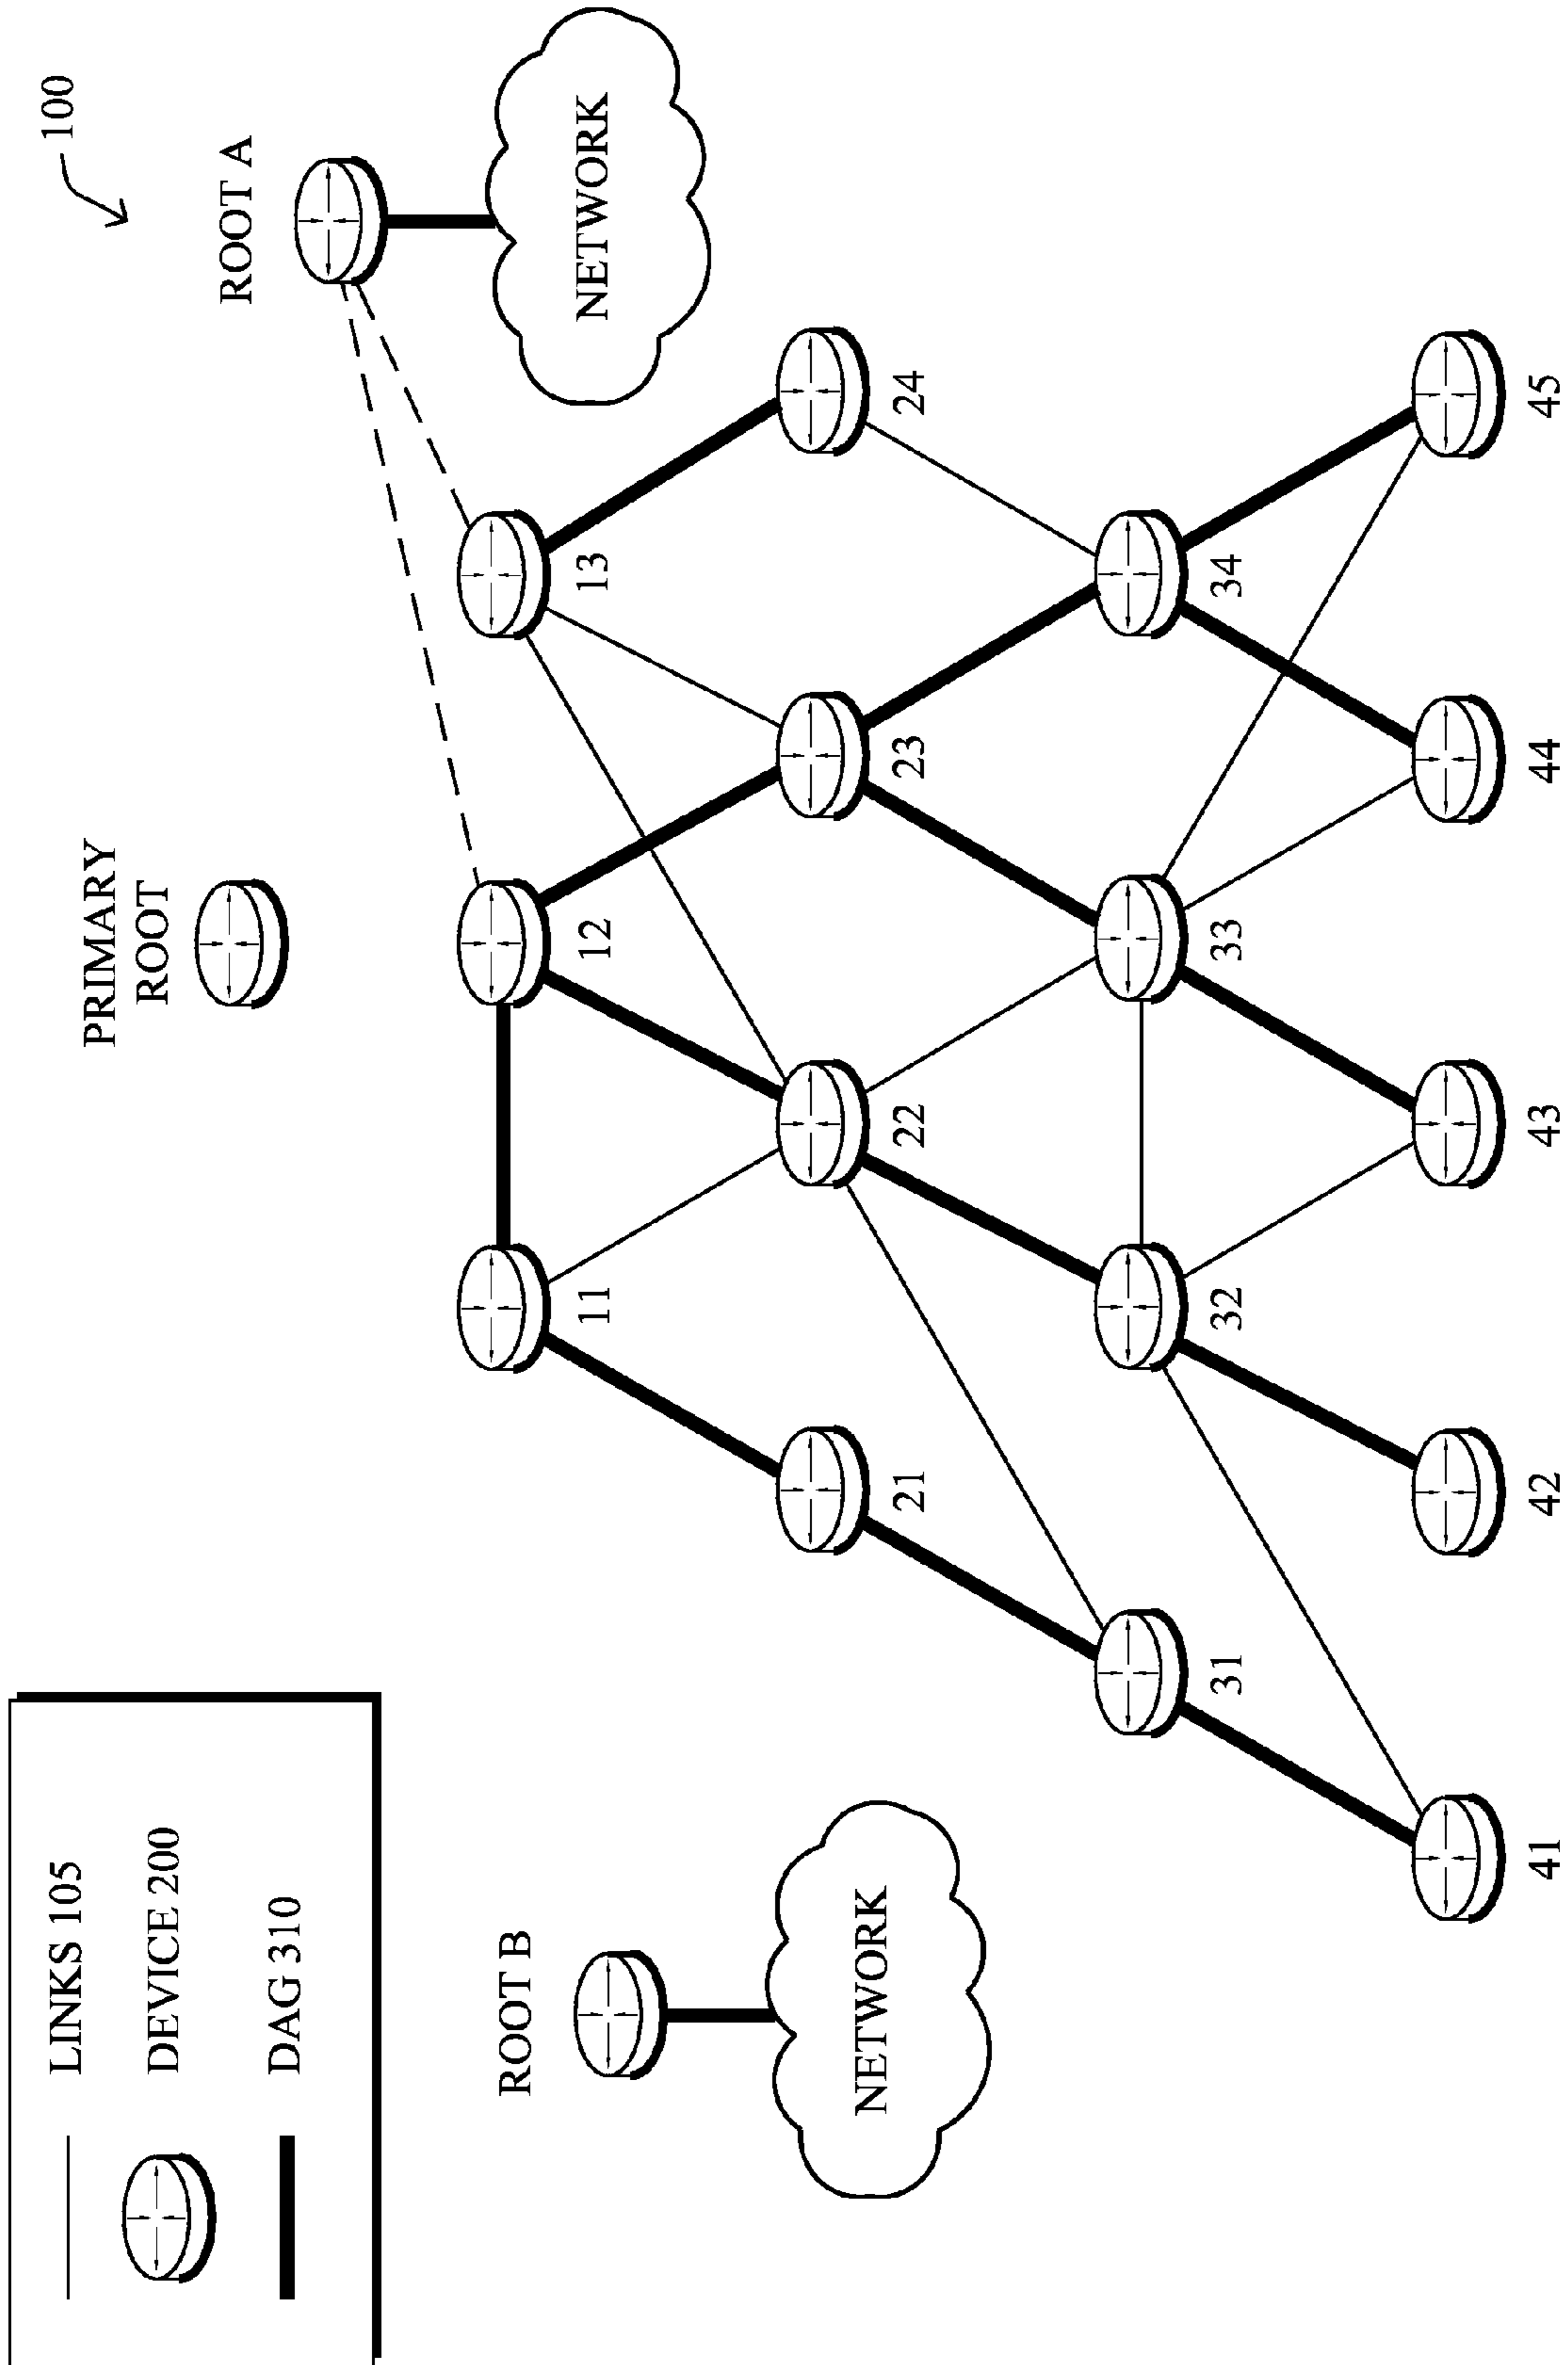 LINKS 105
DEVICE 200
DAG 310
100
PRIMARY
ROOT
ROOT A
NETWORK
ROOT B
NETWORK
11
12
13
21
22
23
24
31
32
33
34
41
42
43
44
45